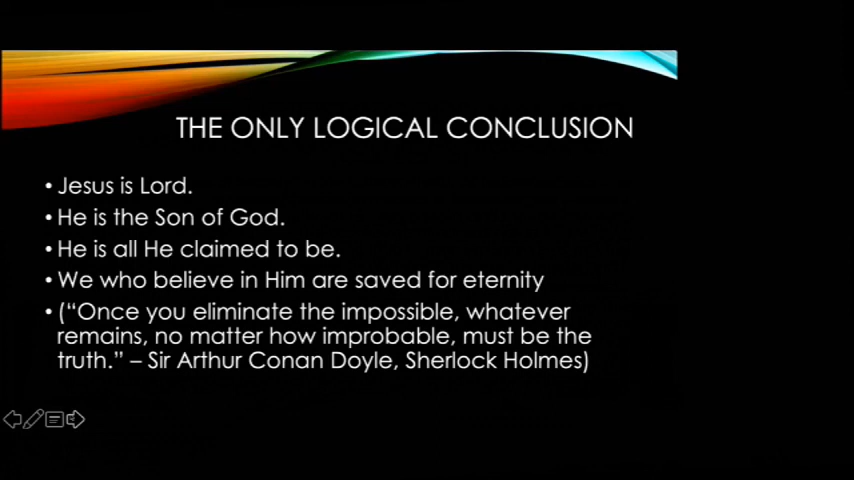 THE ONLY LOGICAL CONCLUSION
• Jesus is Lord.
• He is the Son of God.
• He is all He claimed to be.
• We who believe in Him are saved for eternity
• (“Once you eliminate the impossible, whatever
remains, no matter how improbable, must be the
truth.” – Sir Arthur Conan Doyle, Sherlock Holmes)